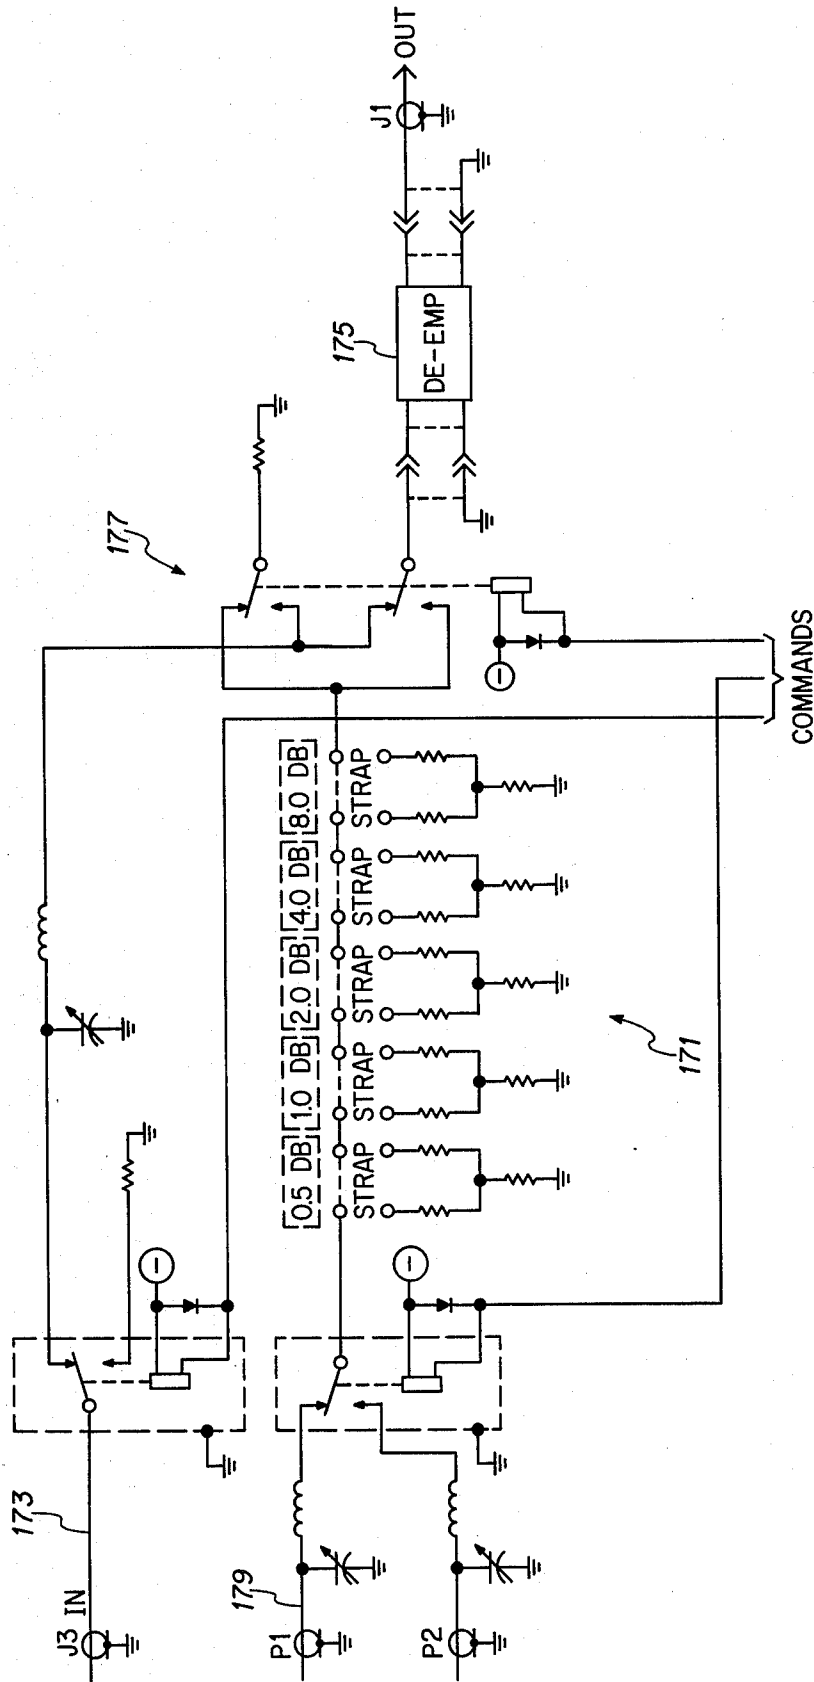 J3 IN
173
P1
179
P2
0.5 DB
1.0 DB
2.0 DB
4.0 DB
8.0 DB
STRAP
STRAP
STRAP
STRAP
STRAP
171
177
175
DE-EMP
J1
OUT
COMMANDS